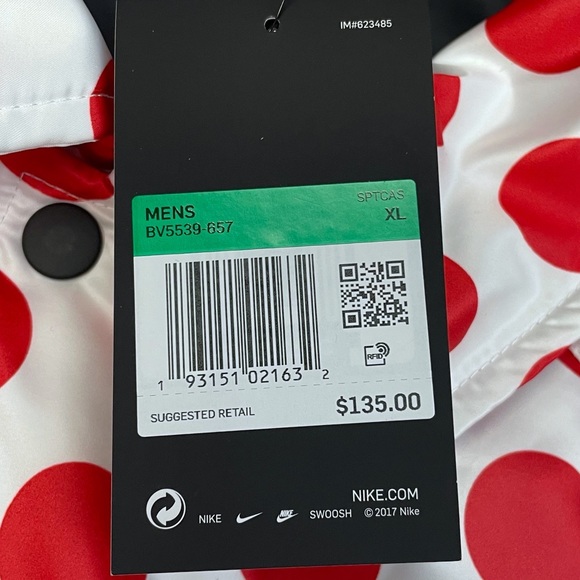 IM#623485
MENS SPTCAS
BV5539-657 XL
RFID
1 93151 02163 2
SUGGESTED RETAIL $135.00
NIKE.COM
NIKE NIKE SWOOSH © 2017 Nike